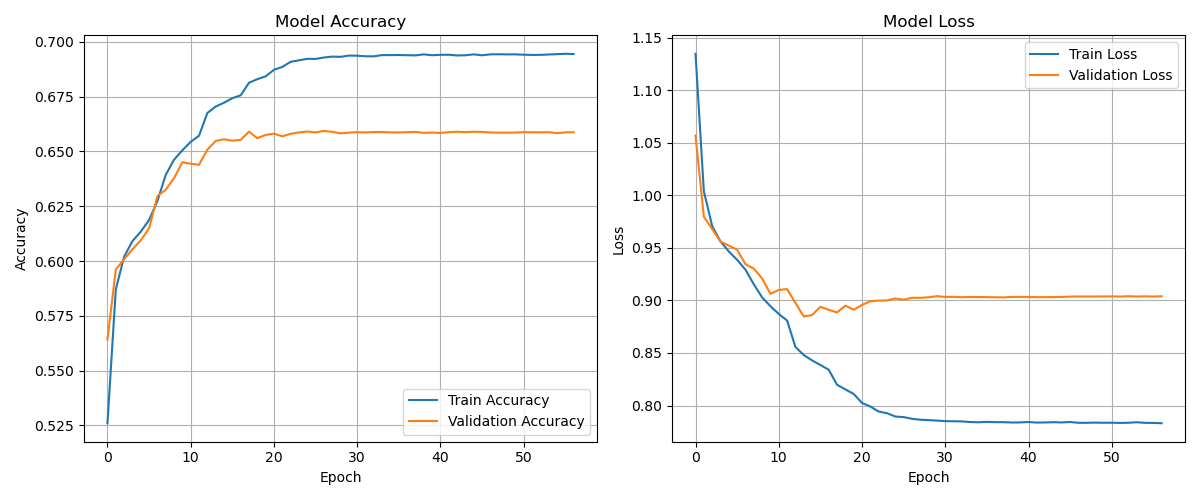 Model Accuracy
0.700
0.675
0.650
0.625
0.600
0.575
0.550
0.525
Accuracy
0 10 20 30 40 50
Epoch
Train Accuracy
Validation Accuracy
Model Loss
1.15
1.10
1.05
1.00
0.95
0.90
0.85
0.80
Loss
0 10 20 30 40 50
Epoch
Train Loss
Validation Loss